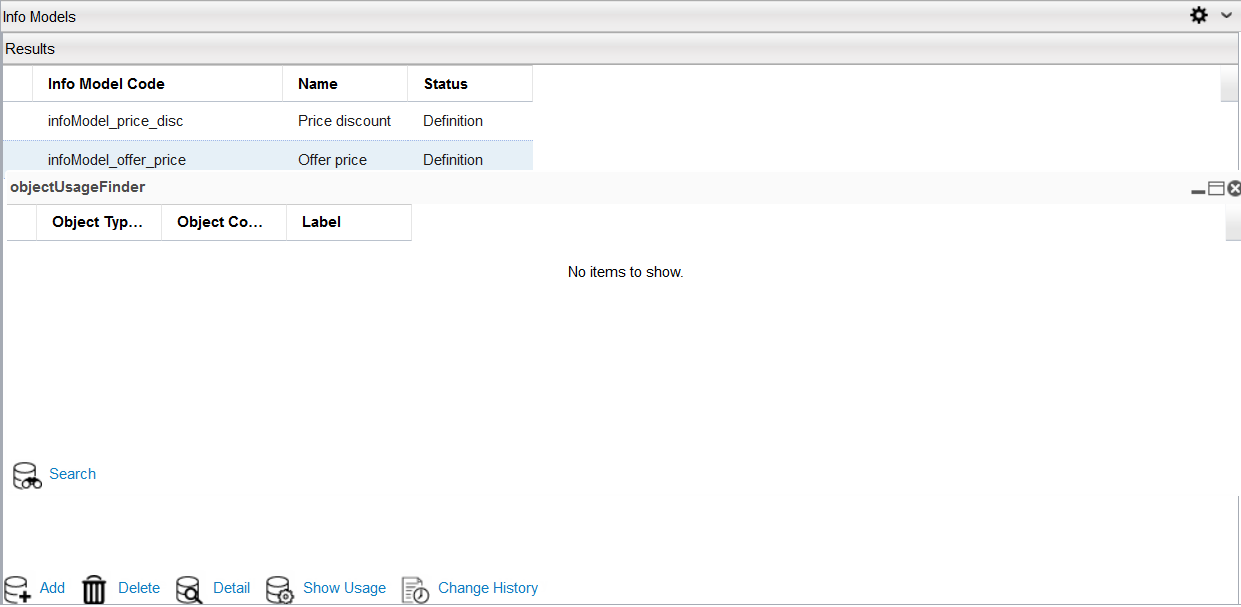 Info Models
Results
Info Model Code Name Status
infoModel_price_disc Price discount Definition
infoModel_offer_price Offer price Definition
objectUsageFinder
Object Typ... Object Co... Label
No items to show.
Search
Add Delete Detail Show Usage Change History